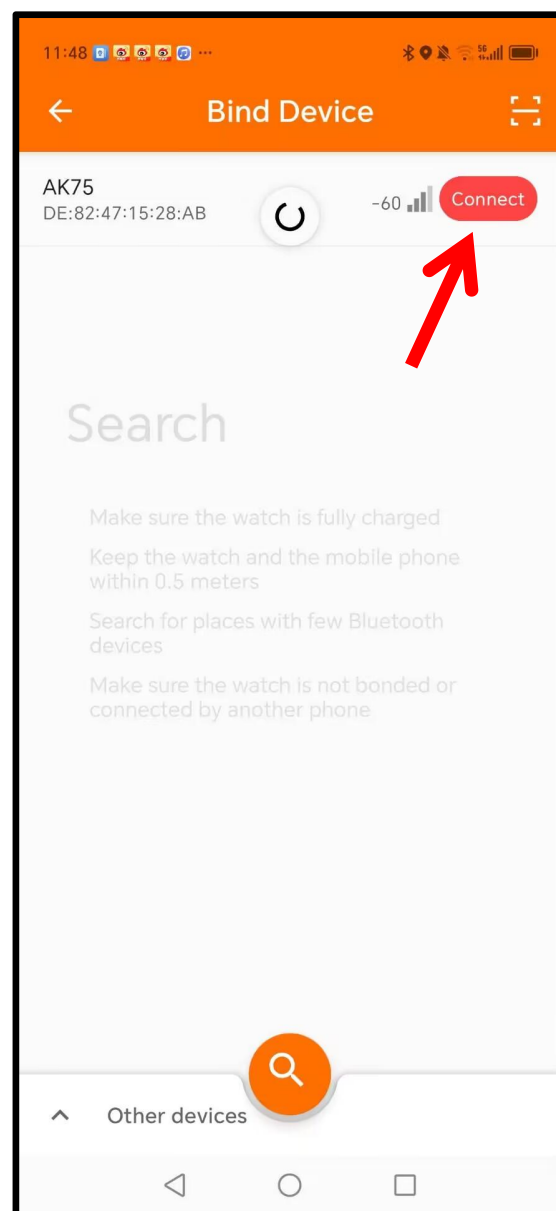 11:48
56
Bind Device
AK75
DE:82:47:15:28:AB
-60
Connect
Search
Make sure the watch is fully charged
Keep the watch and the mobile phone
within 0.5 meters
Search for places with few Bluetooth
devices
Make sure the watch is not bonded or
connected by another phone
Other devices